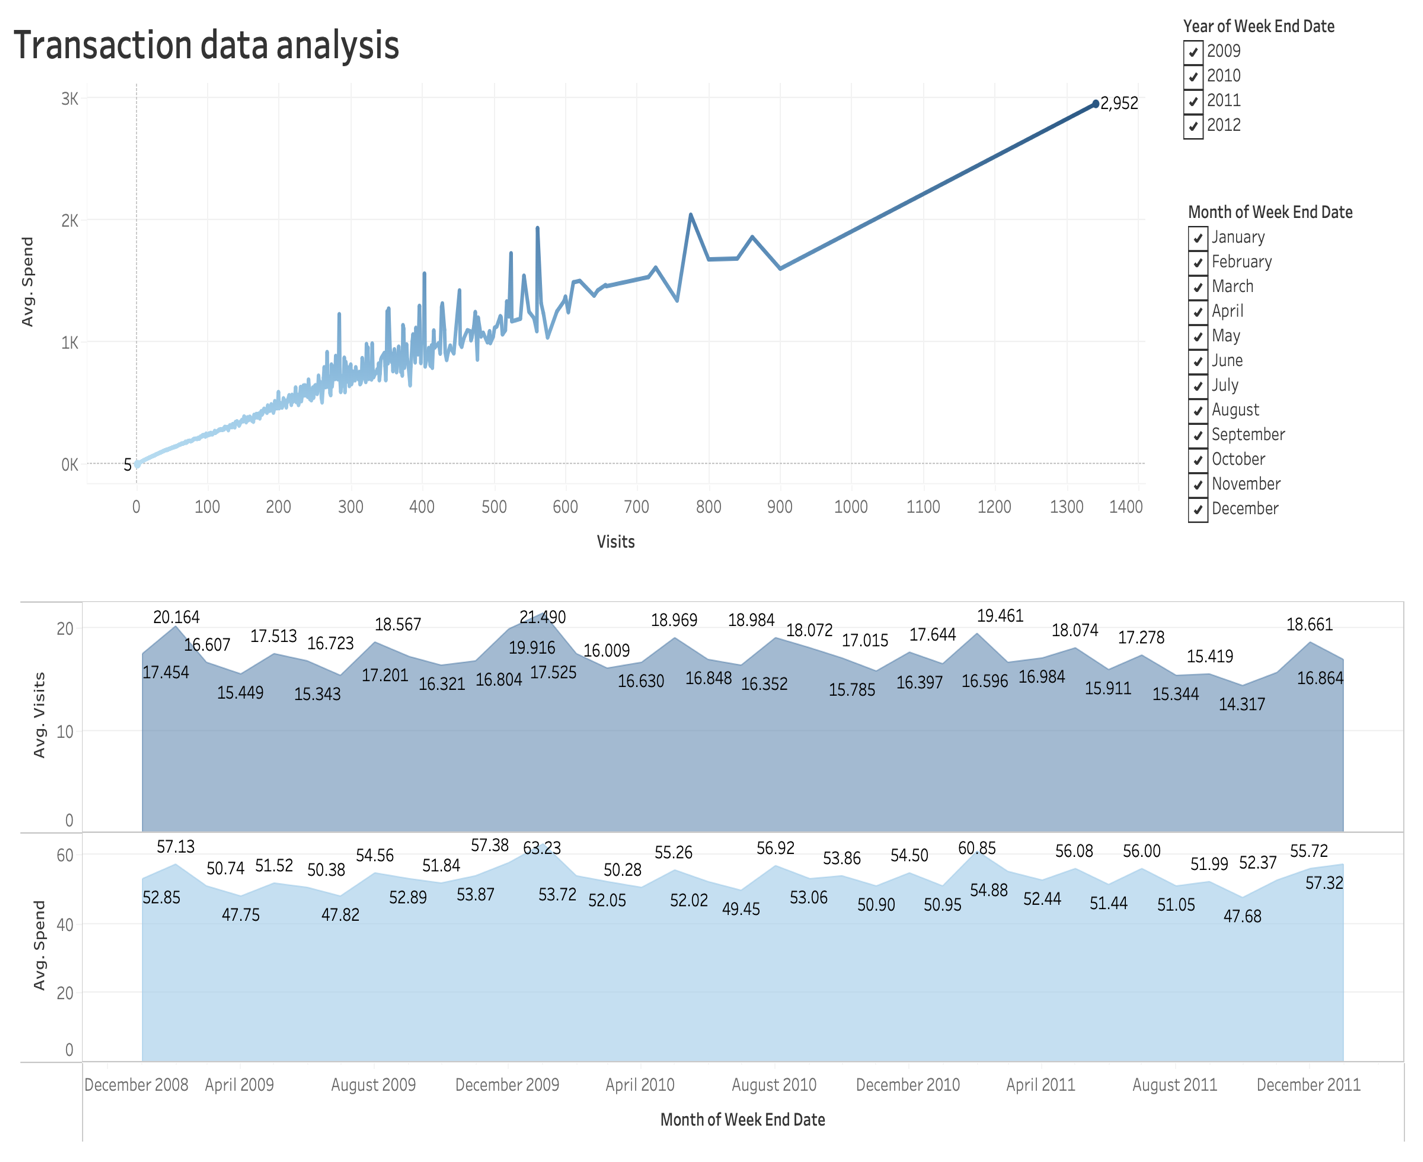 Transaction data analysis
Year of Week End Date
2009
2010
2011
2012
Month of Week End Date
January
February
March
April
May
June
July
August
September
October
November
December
Avg. Spend
3K
2K
1K
0K
2,952
5
0 100 200 300 400 500 600 700 800 900 1000 1100 1200 1300 1400
Visits
Avg. Visits
20
10
0
20.164 18.567 21.490 18.969 18.984 19.461 18.074 18.661
16.607 17.513 16.723 19.916 16.009 18.072 17.015 17.644 17.278 15.419
17.454 15.449 15.343 17.201 16.321 16.804 17.525 16.630 16.848 16.352 15.785 16.397 16.596 16.984 15.911 15.344 14.317 16.864
Avg. Spend
60
40
20
0
57.13 50.74 51.52 50.38 54.56 51.84 57.38 63.23 50.28 55.26 56.92 53.86 54.50 60.85 56.08 56.00 51.99 52.37 55.72
52.85 47.75 47.82 52.89 53.87 53.72 52.05 52.02 49.45 53.06 50.90 50.95 54.88 52.44 51.44 51.05 47.68 57.32
December 2008 April 2009 August 2009 December 2009 April 2010 August 2010 December 2010 April 2011 August 2011 December 2011
Month of Week End Date